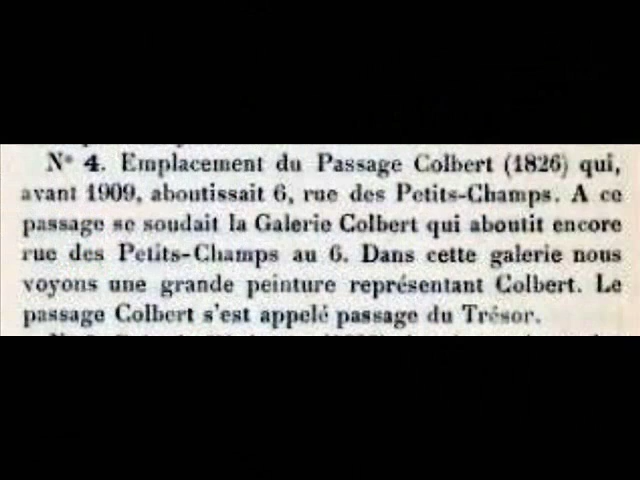 N° 4. Emplacement du Passage Colbert (1826) qui,
avant 1909, aboutissait 6, rue des Petits-Champs. A ce
passage se soudait la Galerie Colbert qui aboutit encore
rue des Petits-Champs au 6. Dans cette galerie nous
voyons une grande peinture représentant Colbert. Le
passage Colbert s'est appelé passage du Trésor.